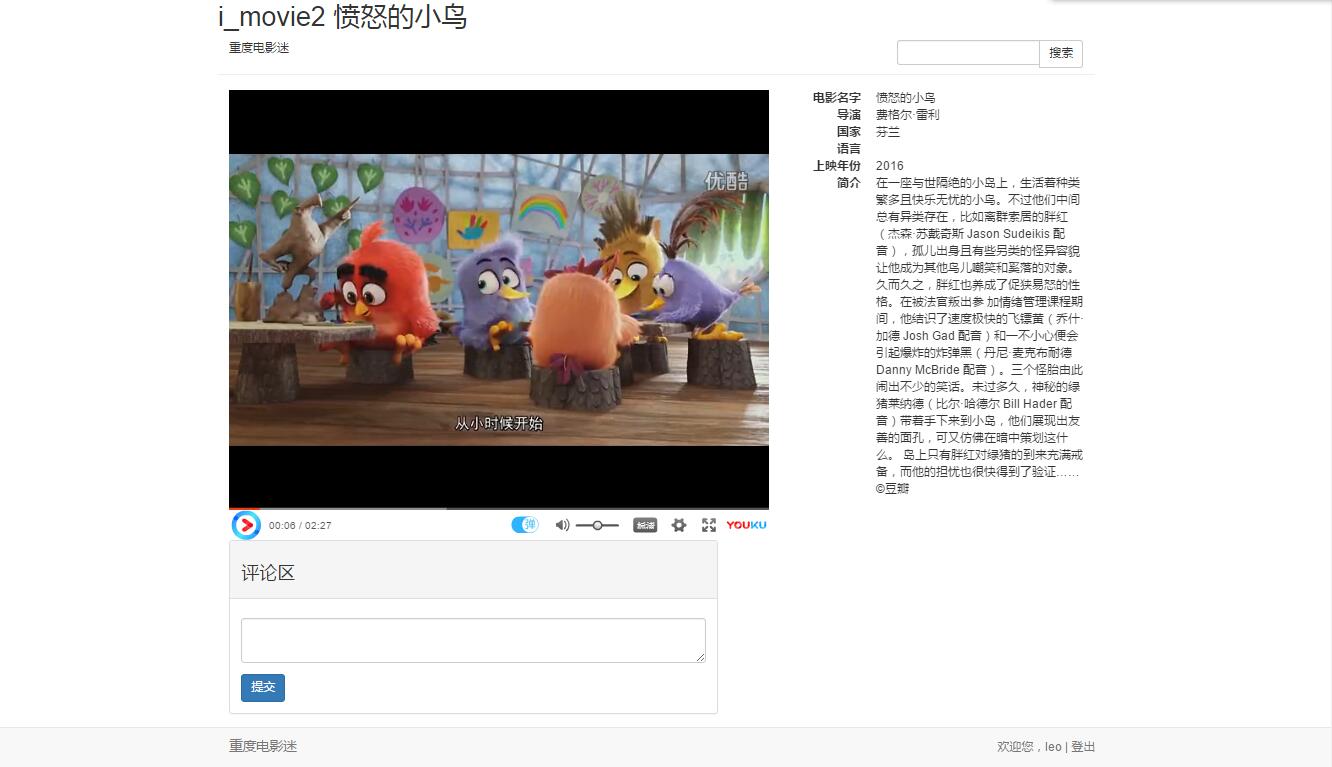 i_movie2 愤怒的小鸟
重度电影迷
搜索
优酷
从小时候开始
00:06 / 02:27
弹
标清
YOUKU
电影名字 愤怒的小鸟
导演 费格尔·雷利
国家 芬兰
语言
上映年份 2016
简介 在一座与世隔绝的小岛上，生活着种类
繁多且快乐无忧的小鸟。不过他们中间
总有异类存在，比如离群索居的胖红
（杰森·苏戴奇斯 Jason Sudeikis 配
音），孤儿出身且有些另类的怪异容貌
让他成为其他鸟儿嘲笑和奚落的对象。
久而久之，胖红也养成了促狭易怒的性
格。在被法官叛出参 加情绪管理课程期
间，他结识了速度极快的飞镖黄（乔什·
加德 Josh Gad 配音）和一不小心便会
引起爆炸的炸弹黑（丹尼·麦克布耐德
Danny McBride 配音）。三个怪胎由此
闹出不少的笑话。未过多久，神秘的绿
猪莱纳德（比尔·哈德尔 Bill Hader 配
音）带着手下来到小岛，他们展现出友
善的面孔，可又仿佛在暗中策划这什
么。 岛上只有胖红对绿猪的到来充满戒
备，而他的担忧也很快得到了验证……
©豆瓣
评论区
提交
重度电影迷
欢迎您，leo | 登出